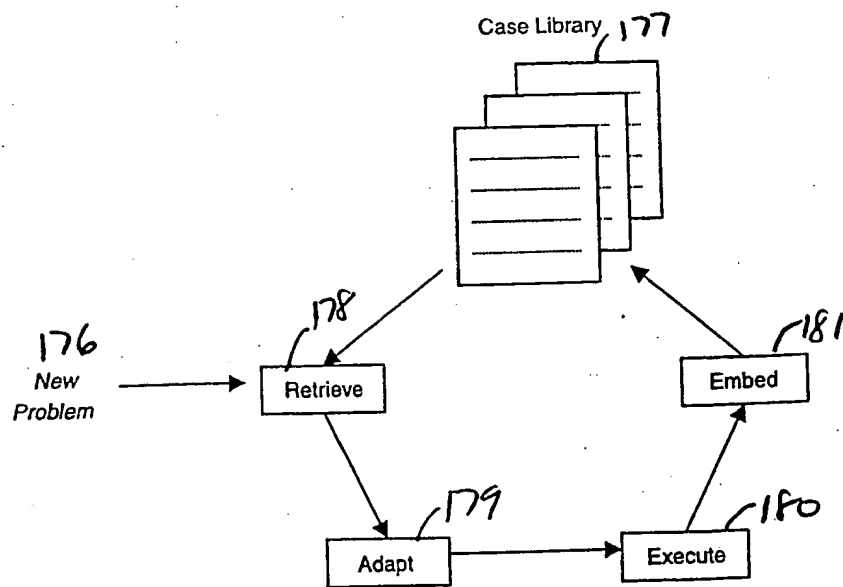 Case Library 177
178
176
New
Problem
Retrieve
181
Embed
179
Adapt
180
Execute